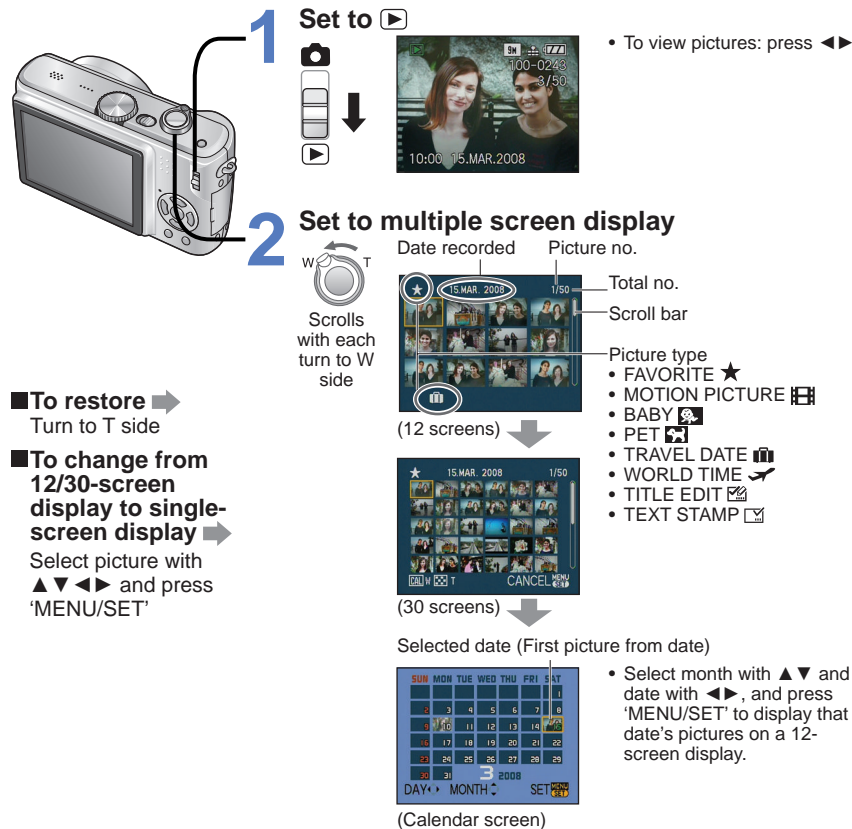 1 Set to ▶
• To view pictures: press ◀▶
9M
100-0243
3/50
10:00 15.MAR.2008
2 Set to multiple screen display
W T
Scrolls
with each
turn to W
side
Date recorded
Picture no.
15.MAR. 2008
1/50
Total no.
Scroll bar
Picture type
• FAVORITE ★
• MOTION PICTURE
• BABY
• PET
• TRAVEL DATE
• WORLD TIME
• TITLE EDIT
• TEXT STAMP
(12 screens)
■To restore
Turn to T side
■To change from
12/30-screen
display to single-
screen display
Select picture with
▲▼◀▶ and press
‘MENU/SET’
★ 15.MAR. 2008 1/50
CAL W T CANCEL MENU/SET
(30 screens)
Selected date (First picture from date)
SUN MON TUE WED THU FRI SAT
1
2 3 4 5 6 7 8
9 10 11 12 13 14 15
16 17 18 19 20 21 22
23 24 25 26 27 28 29
30 31 3 2008
DAY MONTH SET MENU/SET
(Calendar screen)
• Select month with ▲▼ and
date with ◀▶, and press
‘MENU/SET’ to display that
date’s pictures on a 12-
screen display.